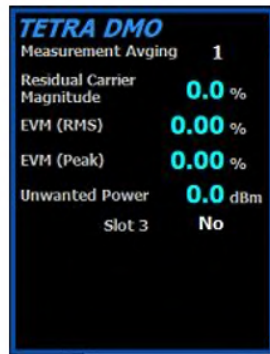 TETRA DMO
Measurement Avging 1
Residual Carrier
Magnitude 0.0 %
EVM (RMS) 0.00 %
EVM (Peak) 0.00 %
Unwanted Power 0.0 dBm
Slot 3 No